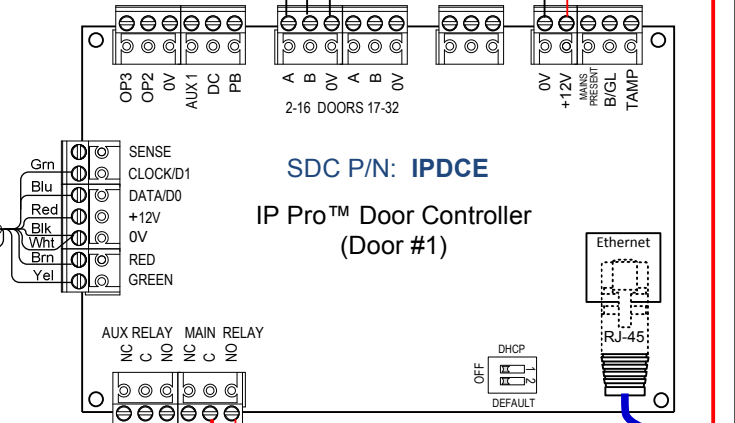 OP3 OP2 0V AUX1 DC PB
A B 0V A B 0V
2-16 DOORS 17-32
0V +12V MAINS PRESENT B/GL TAMP
SENSE
Grn CLOCK/D1
Blu DATA/D0
Red +12V
Blk 0V
Wht
Brn RED
Yel GREEN
SDC P/N: IPDCE
IP Pro™ Door Controller
(Door #1)
Ethernet
RJ-45
AUX RELAY MAIN RELAY
NC C NO NC C NO
DHCP
OFF 1 2
DEFAULT